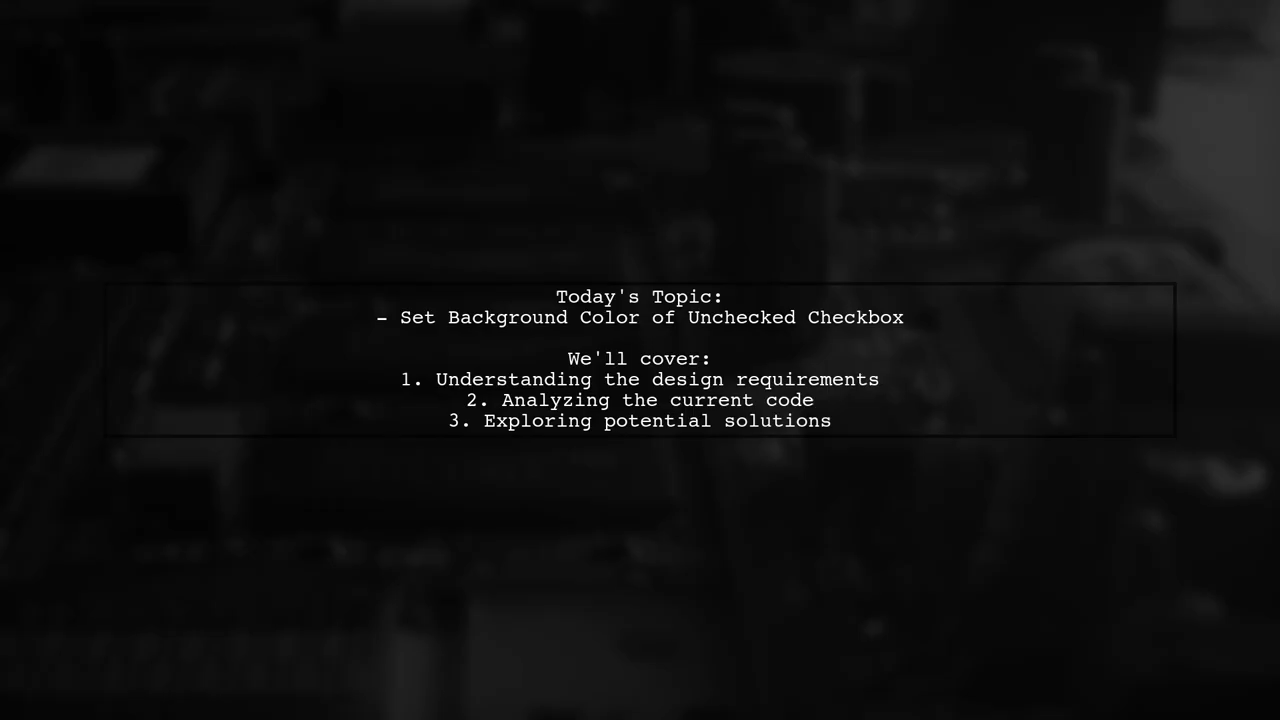 Today's Topic:
- Set Background Color of Unchecked Checkbox
We'll cover:
1. Understanding the design requirements
2. Analyzing the current code
3. Exploring potential solutions